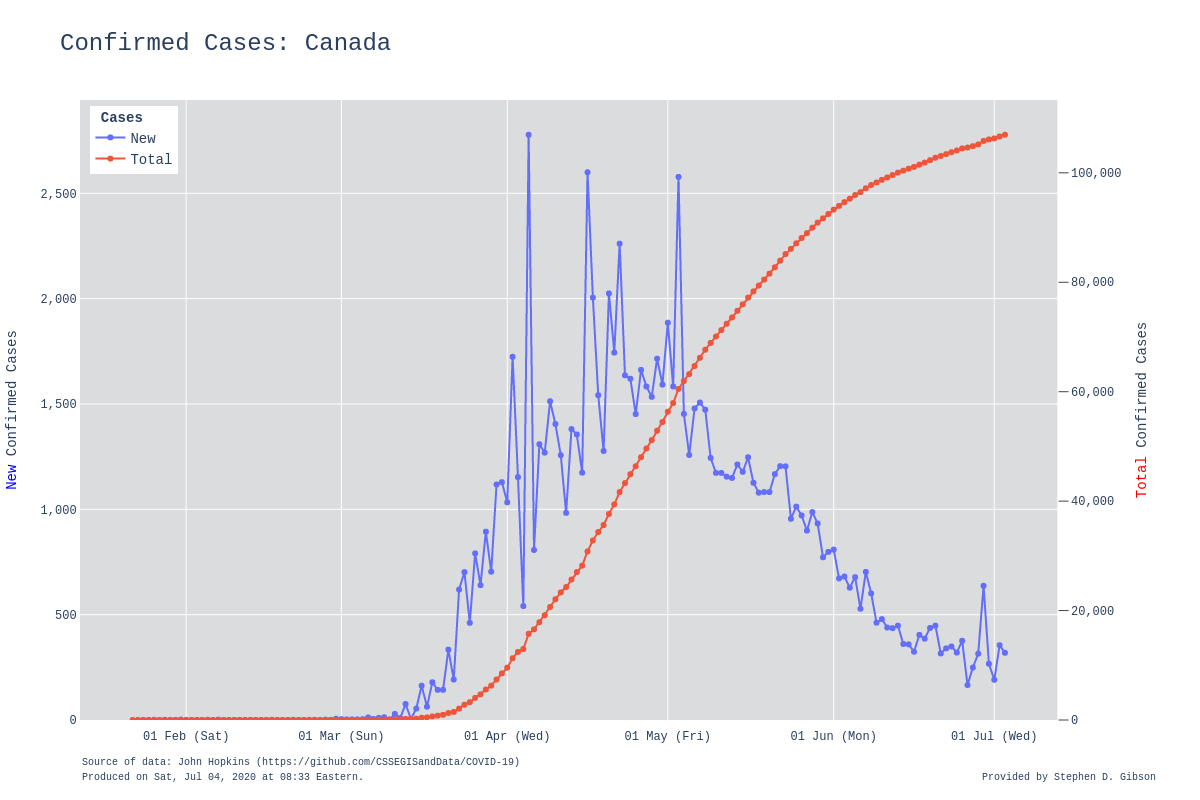 Confirmed Cases: Canada
Cases
New
Total
2,500
2,000
1,500
1,000
500
0
New Confirmed Cases
100,000
80,000
60,000
40,000
20,000
0
Total Confirmed Cases
01 Feb (Sat)
01 Mar (Sun)
01 Apr (Wed)
01 May (Fri)
01 Jun (Mon)
01 Jul (Wed)
Source of data: John Hopkins (https://github.com/CSSEGISandData/COVID-19)
Produced on Sat, Jul 04, 2020 at 08:33 Eastern.
Provided by Stephen D. Gibson